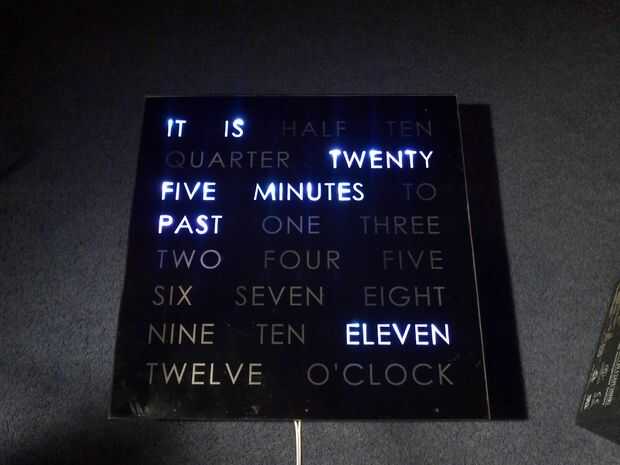 IT IS HALF TEN
QUARTER TWENTY
FIVE MINUTES TO
PAST ONE THREE
TWO FOUR FIVE
SIX SEVEN EIGHT
NINE TEN ELEVEN
TWELVE O'CLOCK